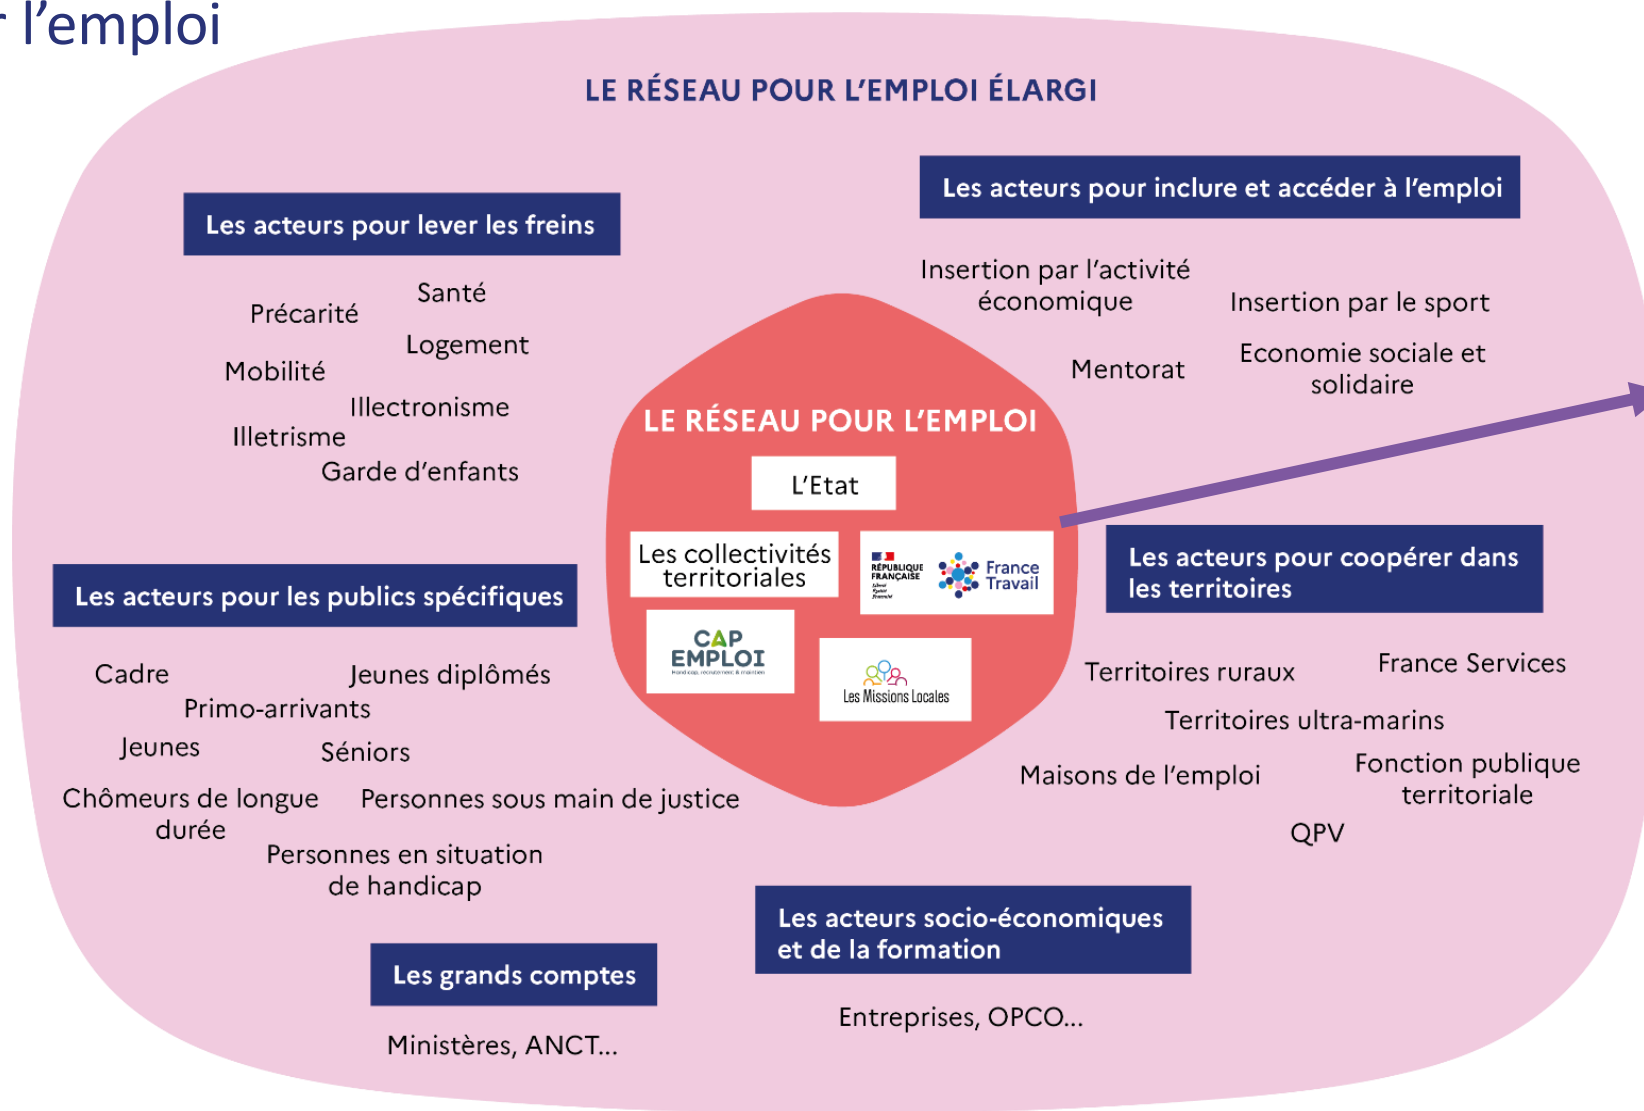 r l’emploi
LE RÉSEAU POUR L’EMPLOI ÉLARGI
Les acteurs pour lever les freins
Santé
Précarité
Logement
Mobilité
Illectronisme
Illetrisme
Garde d’enfants
Les acteurs pour inclure et accéder à l’emploi
Insertion par l’activité
économique
Insertion par le sport
Mentorat
Economie sociale et
solidaire
LE RÉSEAU POUR L’EMPLOI
L’Etat
Les collectivités
territoriales
RÉPUBLIQUE
FRANÇAISE
Liberté
Égalité
Fraternité
France
Travail
CAP
EMPLOI
Handicap, recrutement & maintien
Les Missions Locales
Les acteurs pour les publics spécifiques
Cadre
Jeunes diplômés
Primo-arrivants
Jeunes
Séniors
Chômeurs de longue
durée
Personnes sous main de justice
Personnes en situation
de handicap
Les acteurs pour coopérer dans
les territoires
Territoires ruraux
France Services
Territoires ultra-marins
Maisons de l’emploi
Fonction publique
territoriale
QPV
Les grands comptes
Ministères, ANCT...
Les acteurs socio-économiques
et de la formation
Entreprises, OPCO...